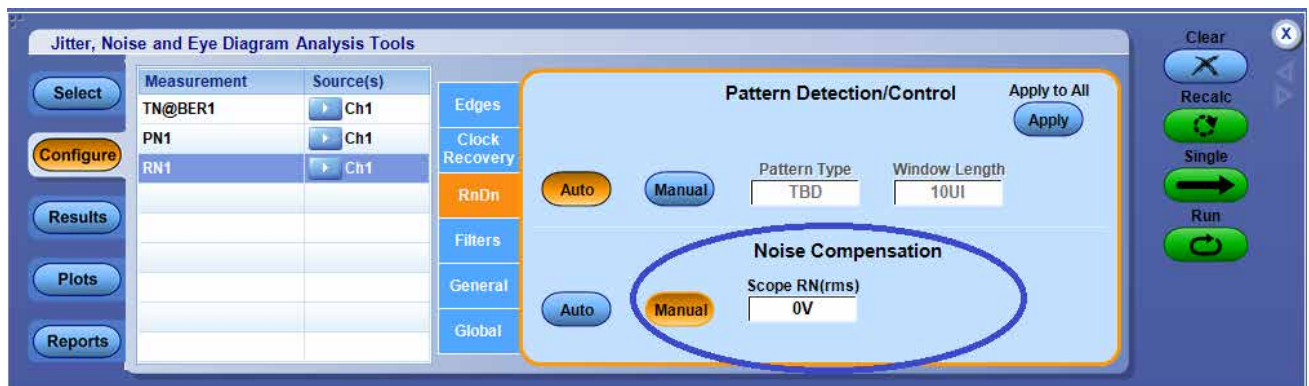 Jitter, Noise and Eye Diagram Analysis Tools
Select
Configure
Results
Plots
Reports
Measurement Source(s)
TN@BER1 Ch1
PN1 Ch1
RN1 Ch1
Edges
Clock
Recovery
RnDn
Filters
General
Global
Pattern Detection/Control
Apply to All
Apply
Auto
Manual
Pattern Type
TBD
Window Length
10UI
Noise Compensation
Auto
Manual
Scope RN(rms)
0V
Clear
X
Recalc
Single
Run